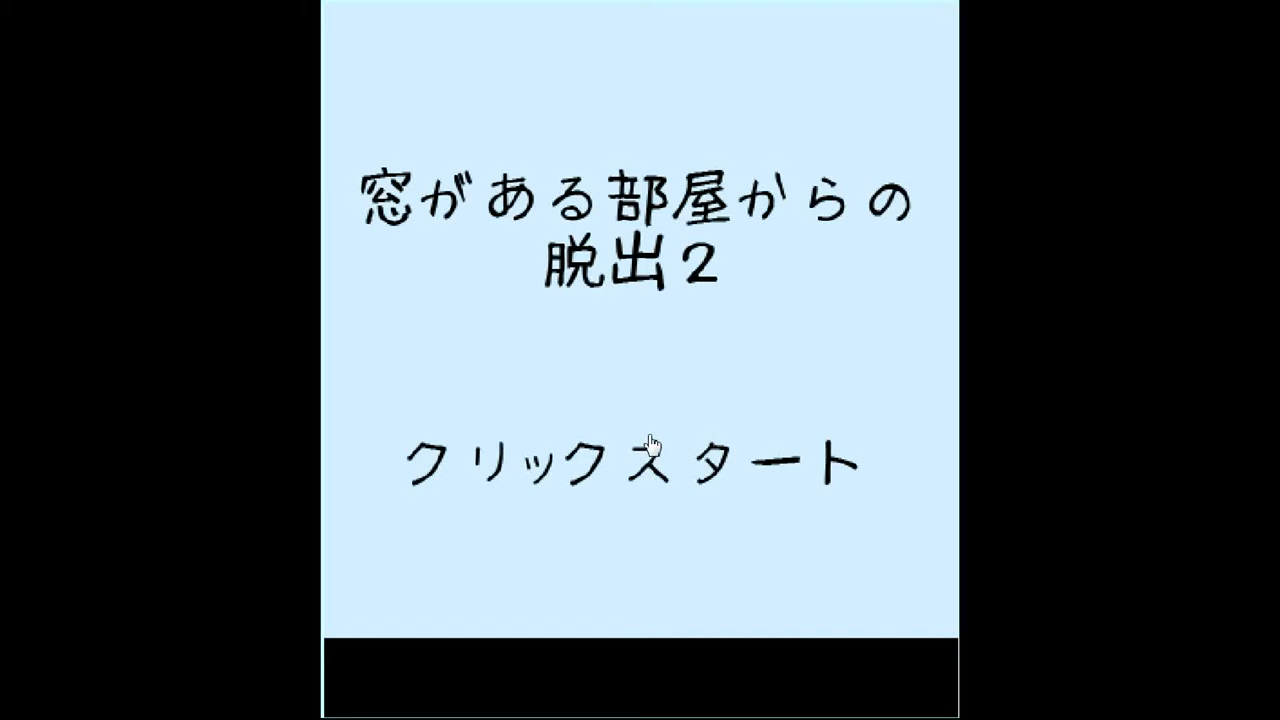 窓がある部屋からの
脱出２
クリックスタート